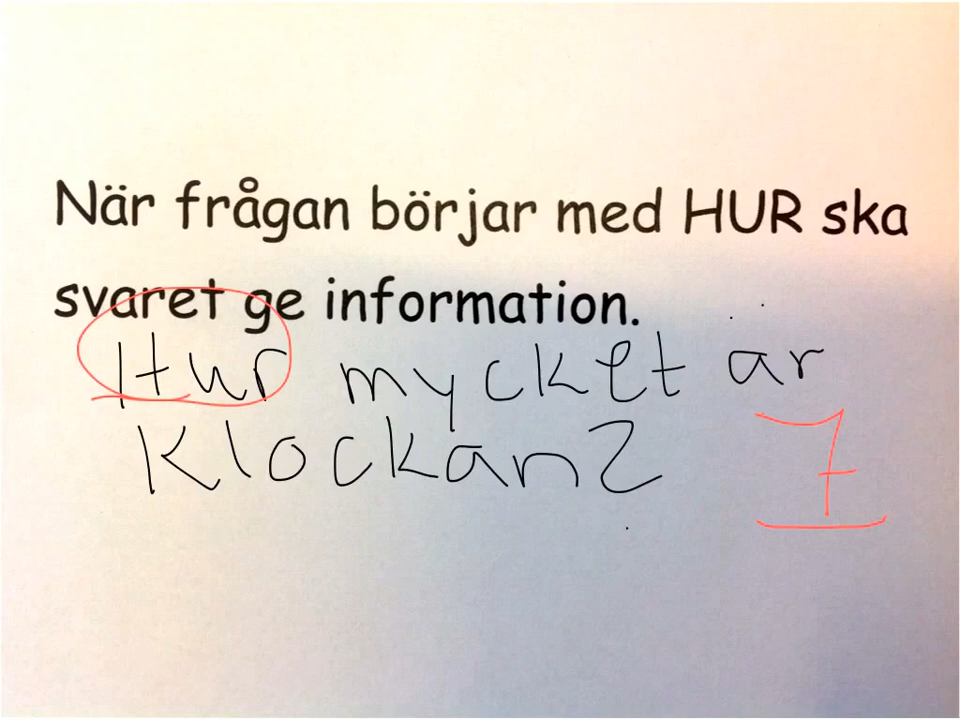 När frågan börjar med HUR ska
svaret ge information.
Hur mycket är
klockan?
7